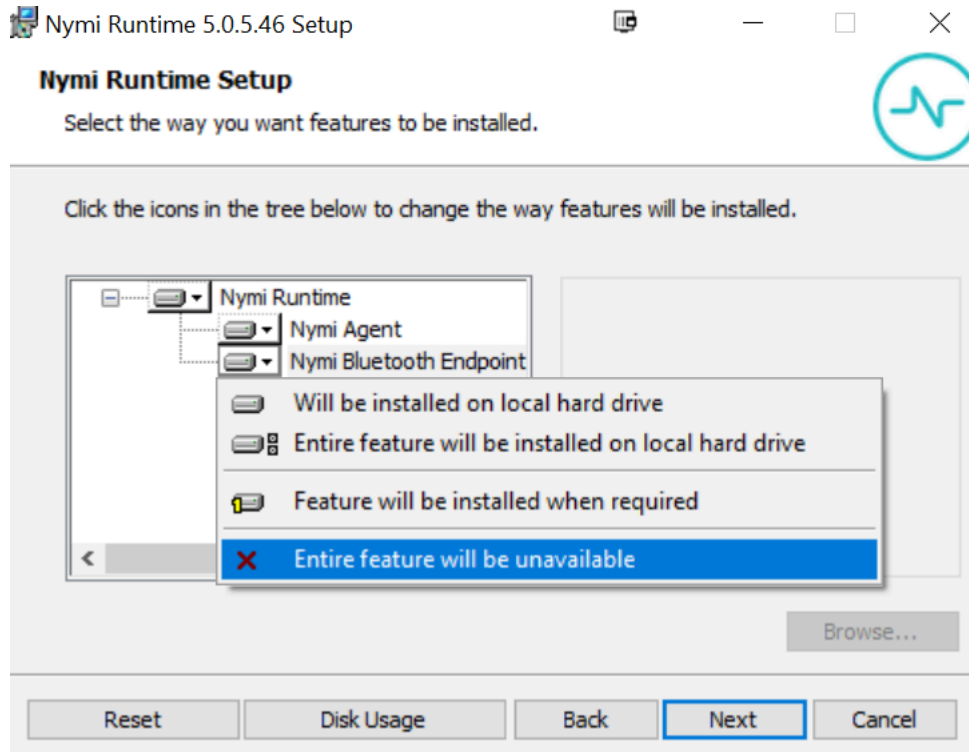 Nymi Runtime 5.0.5.46 Setup
Nymi Runtime Setup
Select the way you want features to be installed.
Click the icons in the tree below to change the way features will be installed.
Nymi Runtime
Nymi Agent
Nymi Bluetooth Endpoint
Will be installed on local hard drive
Entire feature will be installed on local hard drive
Feature will be installed when required
Entire feature will be unavailable
Browse...
Reset
Disk Usage
Back
Next
Cancel